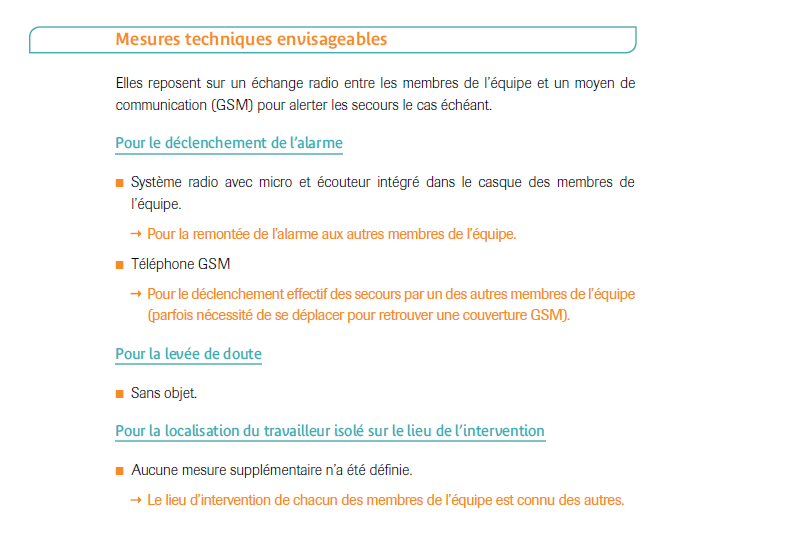 Mesures techniques envisageables
Elles reposent sur un échange radio entre les membres de l'équipe et un moyen de
communication (GSM) pour alerter les secours le cas échéant.
Pour le déclenchement de l'alarme
■ Système radio avec micro et écouteur intégré dans le casque des membres de
l'équipe.
→ Pour la remontée de l'alarme aux autres membres de l'équipe.
■ Téléphone GSM
→ Pour le déclenchement effectif des secours par un des autres membres de l'équipe
(parfois nécessité de se déplacer pour retrouver une couverture GSM).
Pour la levée de doute
■ Sans objet.
Pour la localisation du travailleur isolé sur le lieu de l'intervention
■ Aucune mesure supplémentaire n'a été définie.
→ Le lieu d'intervention de chacun des membres de l'équipe est connu des autres.